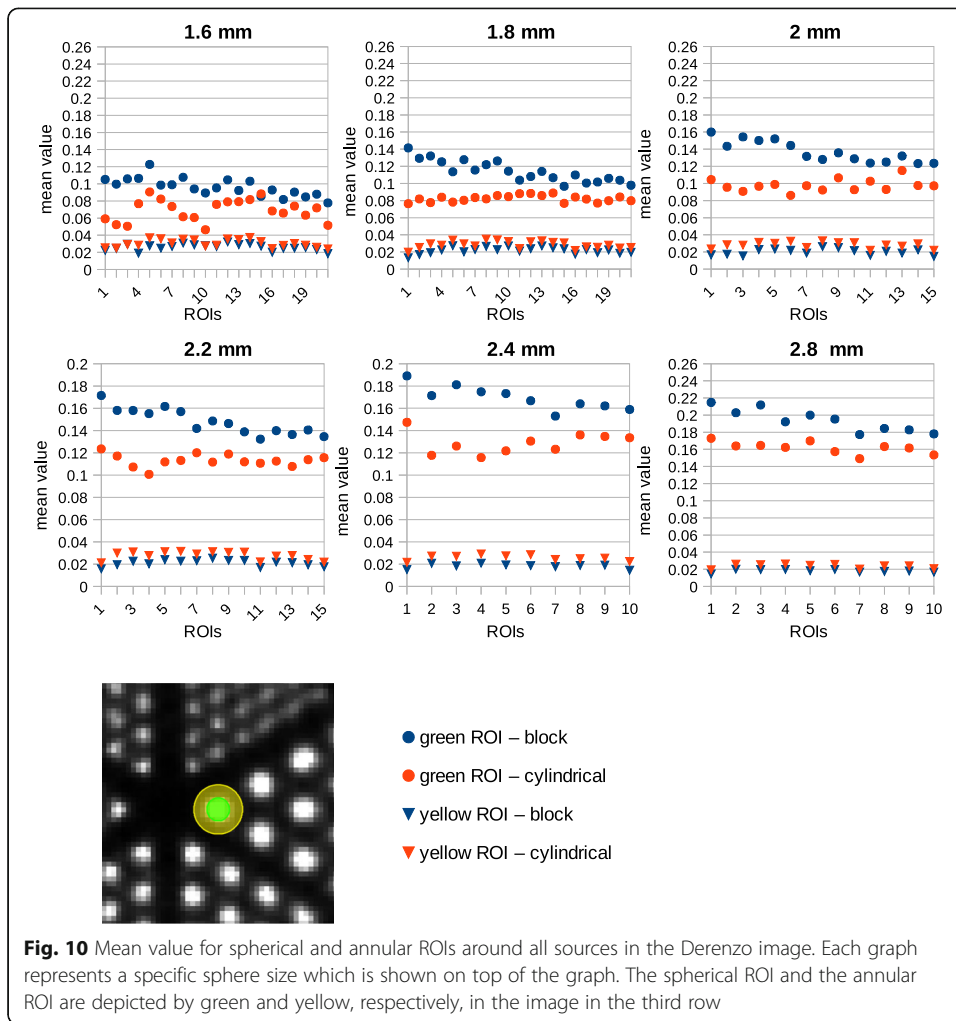 1.6 mm
1.8 mm
2 mm
0.26
0.24
0.22
0.2
0.18
0.16
0.14
0.12
0.1
0.08
0.06
0.04
0.02
0
mean value
1 4 7 10 13 16 19
ROIs
0.26
0.24
0.22
0.2
0.18
0.16
0.14
0.12
0.1
0.08
0.06
0.04
0.02
0
mean value
1 4 7 10 13 16 19
ROIs
0.26
0.24
0.22
0.2
0.18
0.16
0.14
0.12
0.1
0.08
0.06
0.04
0.02
0
mean value
1 3 5 7 9 11 13 15
ROIs
2.2 mm
2.4 mm
2.8 mm
0.2
0.18
0.16
0.14
0.12
0.1
0.08
0.06
0.04
0.02
0
mean value
1 3 5 7 9 11 13 15
ROIs
0.2
0.18
0.16
0.14
0.12
0.1
0.08
0.06
0.04
0.02
0
mean value
1 2 3 4 5 6 7 8 9 10
ROIs
0.26
0.24
0.22
0.2
0.18
0.16
0.14
0.12
0.1
0.08
0.06
0.04
0.02
0
mean value
1 2 3 4 5 6 7 8 9 10
ROIs
green ROI – block
green ROI – cylindrical
yellow ROI – block
yellow ROI – cylindrical
Fig. 10 Mean value for spherical and annular ROIs around all sources in the Derenzo image. Each graph
represents a specific sphere size which is shown on top of the graph. The spherical ROI and the annular
ROI are depicted by green and yellow, respectively, in the image in the third row